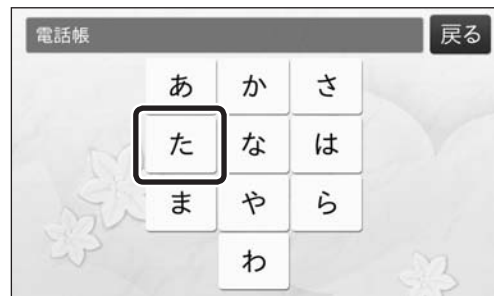 電話帳 戻る
あ か さ
た な は
ま や ら
わ